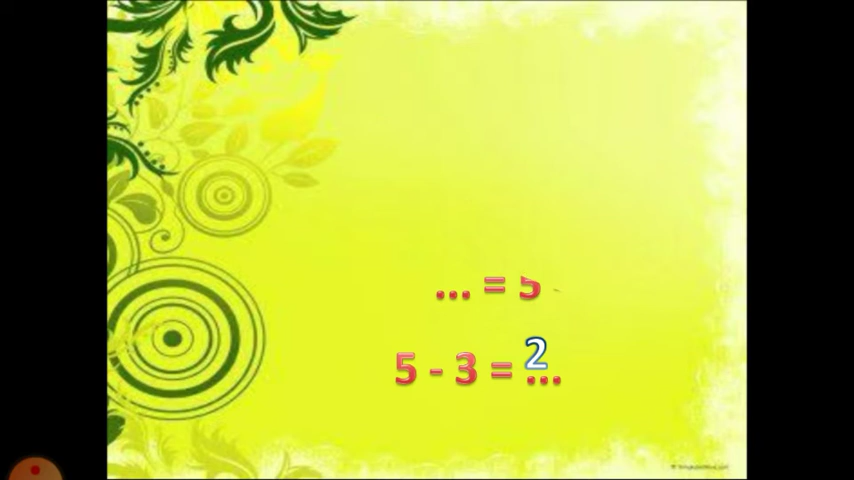 ... = 5
5 - 3 = ...
2